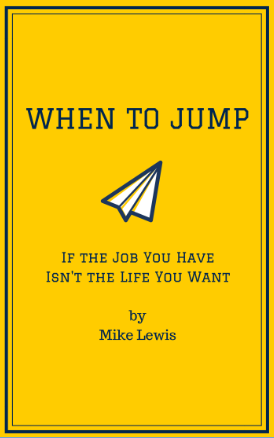 WHEN TO JUMP
IF THE JOB YOU HAVE
ISN'T THE LIFE YOU WANT
by
Mike Lewis